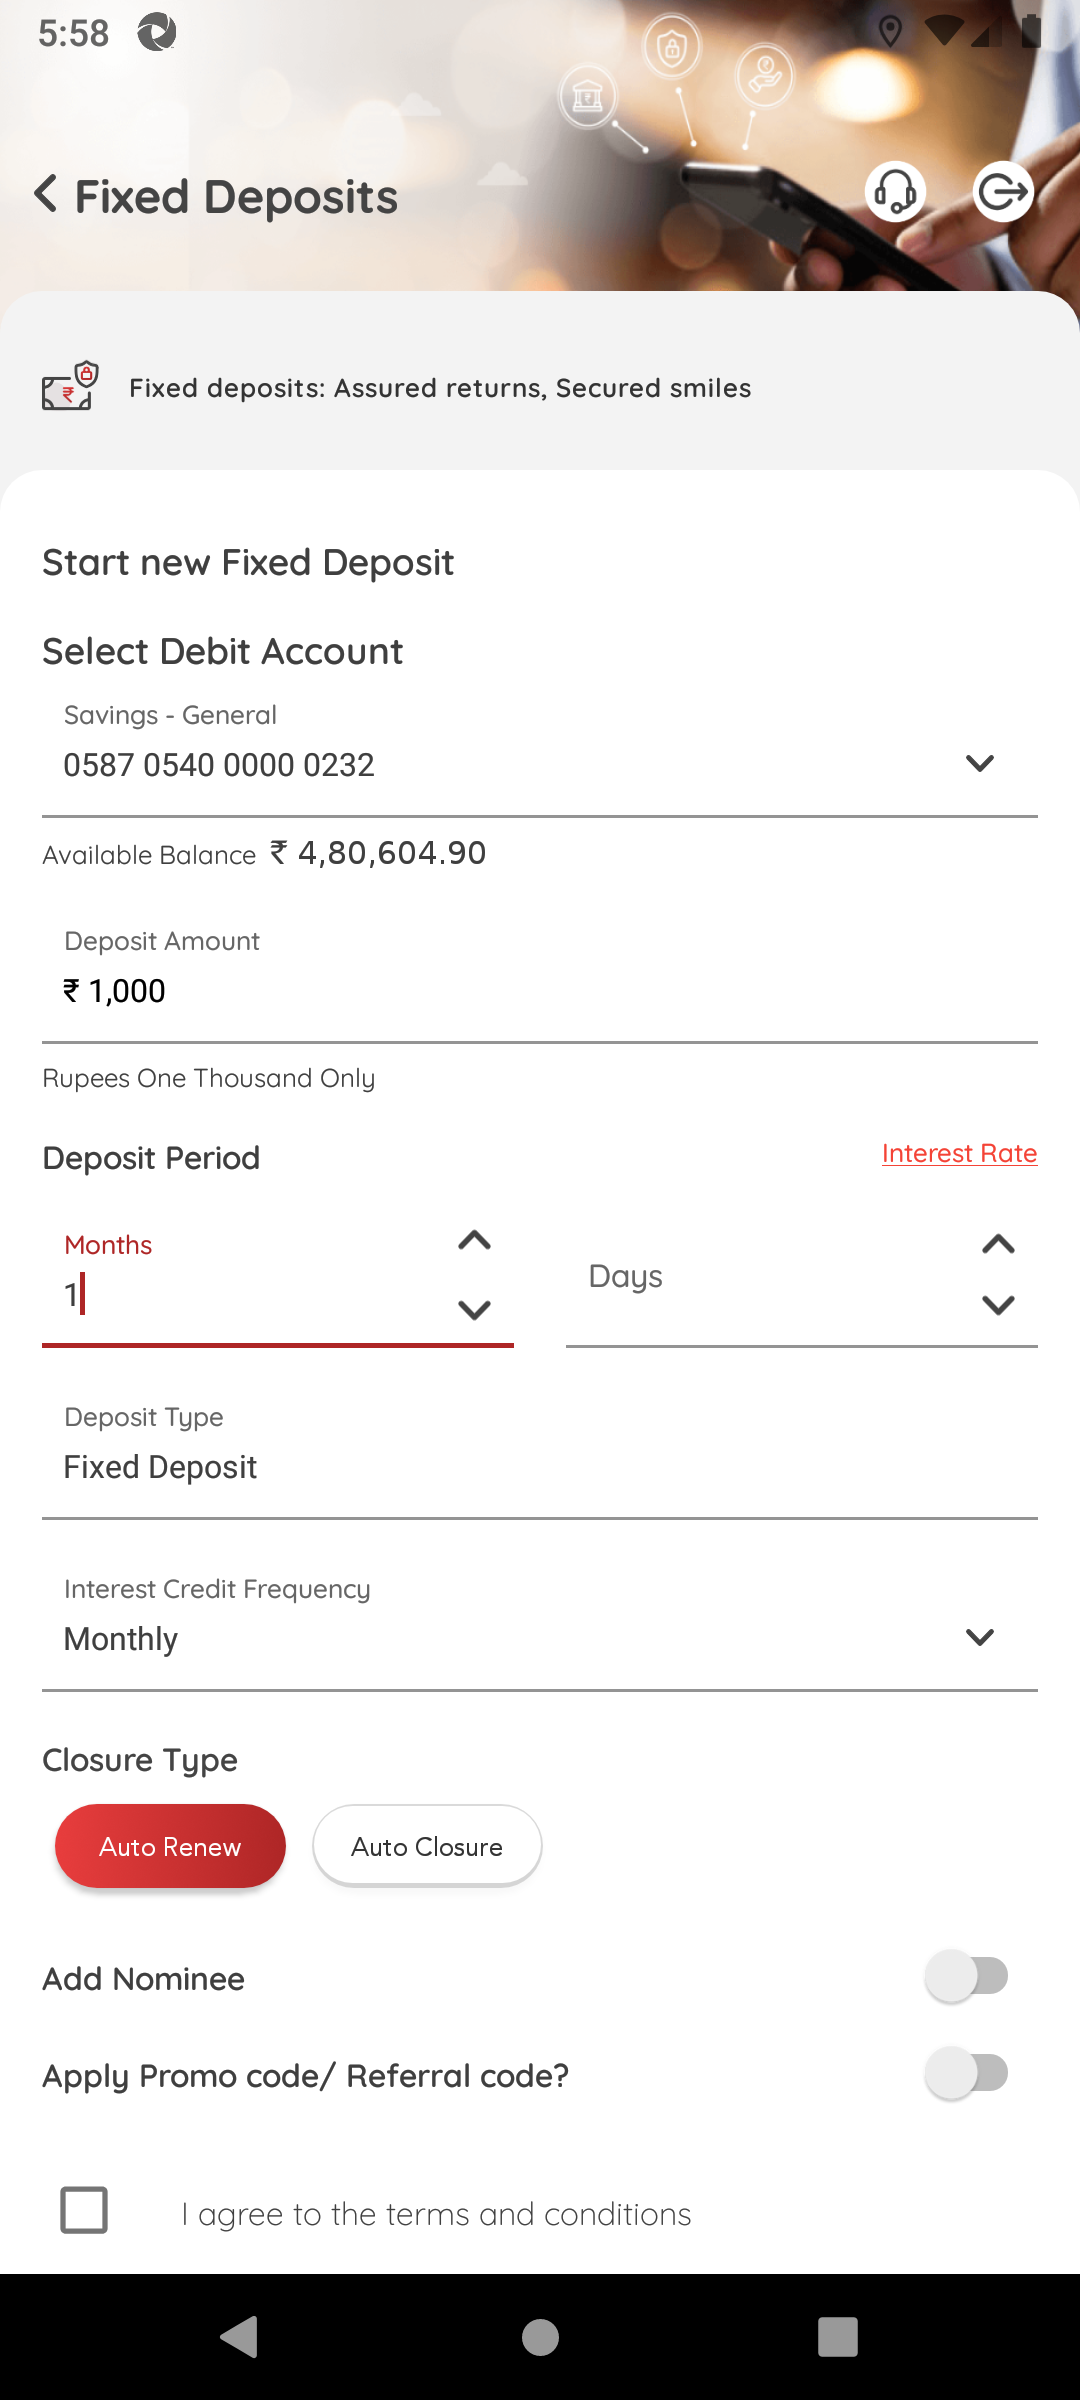 5:58
Fixed Deposits
Fixed deposits: Assured returns, Secured smiles
Start new Fixed Deposit
Select Debit Account
Savings - General
0587 0540 0000 0232
Available Balance ₹ 4,80,604.90
Deposit Amount
₹ 1,000
Rupees One Thousand Only
Deposit Period
Interest Rate
Months
1
Days
Deposit Type
Fixed Deposit
Interest Credit Frequency
Monthly
Closure Type
Auto Renew
Auto Closure
Add Nominee
Apply Promo code/ Referral code?
I agree to the terms and conditions